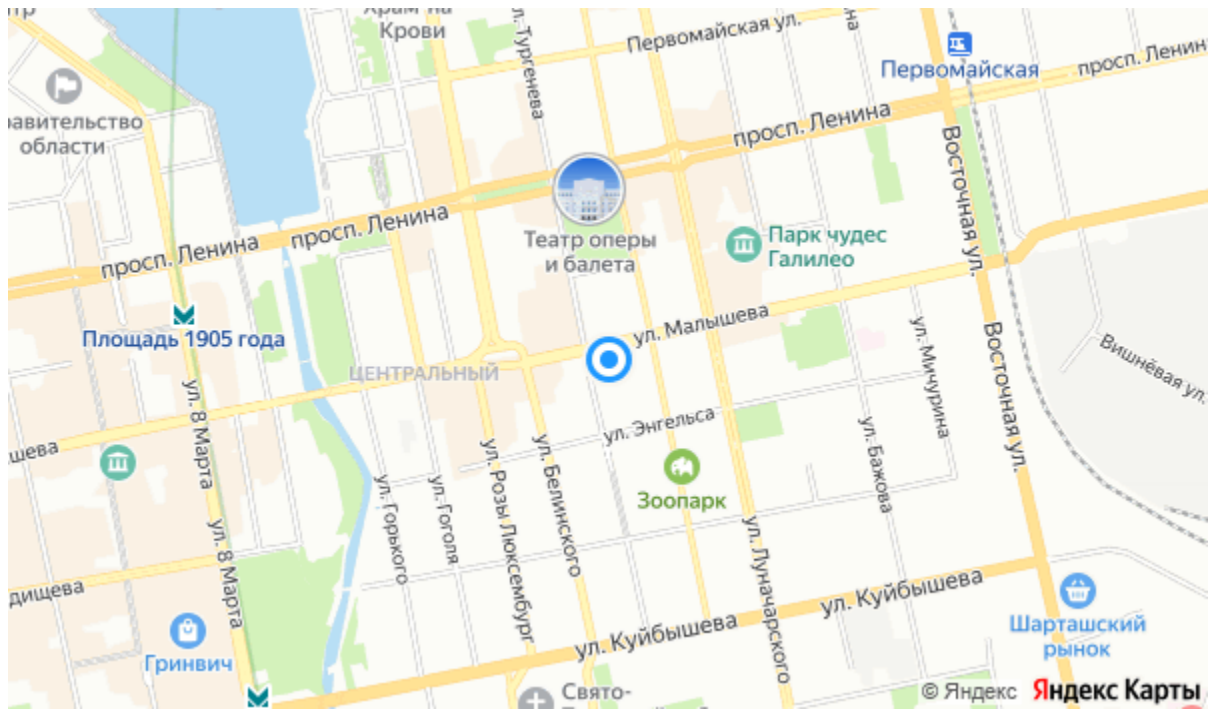 Храм-на
Крови
ул. Тургенева
Первомайская ул.
Первомайская
просп. Ленина
равительство
области
просп. Ленина
Восточная ул.
просп. Ленина
просп. Ленина
Театр оперы
и балета
Парк чудес
Галилео
Площадь 1905 года
ул. Малышева
ЦЕНТРАЛЬНЫЙ
ул. Мичурина
Восточная ул.
Вишнёвая ул.
ул. 8 Марта
ышева
ул. Энгельса
ул. Горького
ул. Гоголя
ул. Розы Люксембург
ул. Белинского
Зоопарк
ул. Бажова
ул. 8 Марта
дищева
ул. Луначарского
ул. Куйбышева
ул. Куйбышева
Гринвич
Шарташский
рынок
Свято-
© Яндекс Яндекс Карты